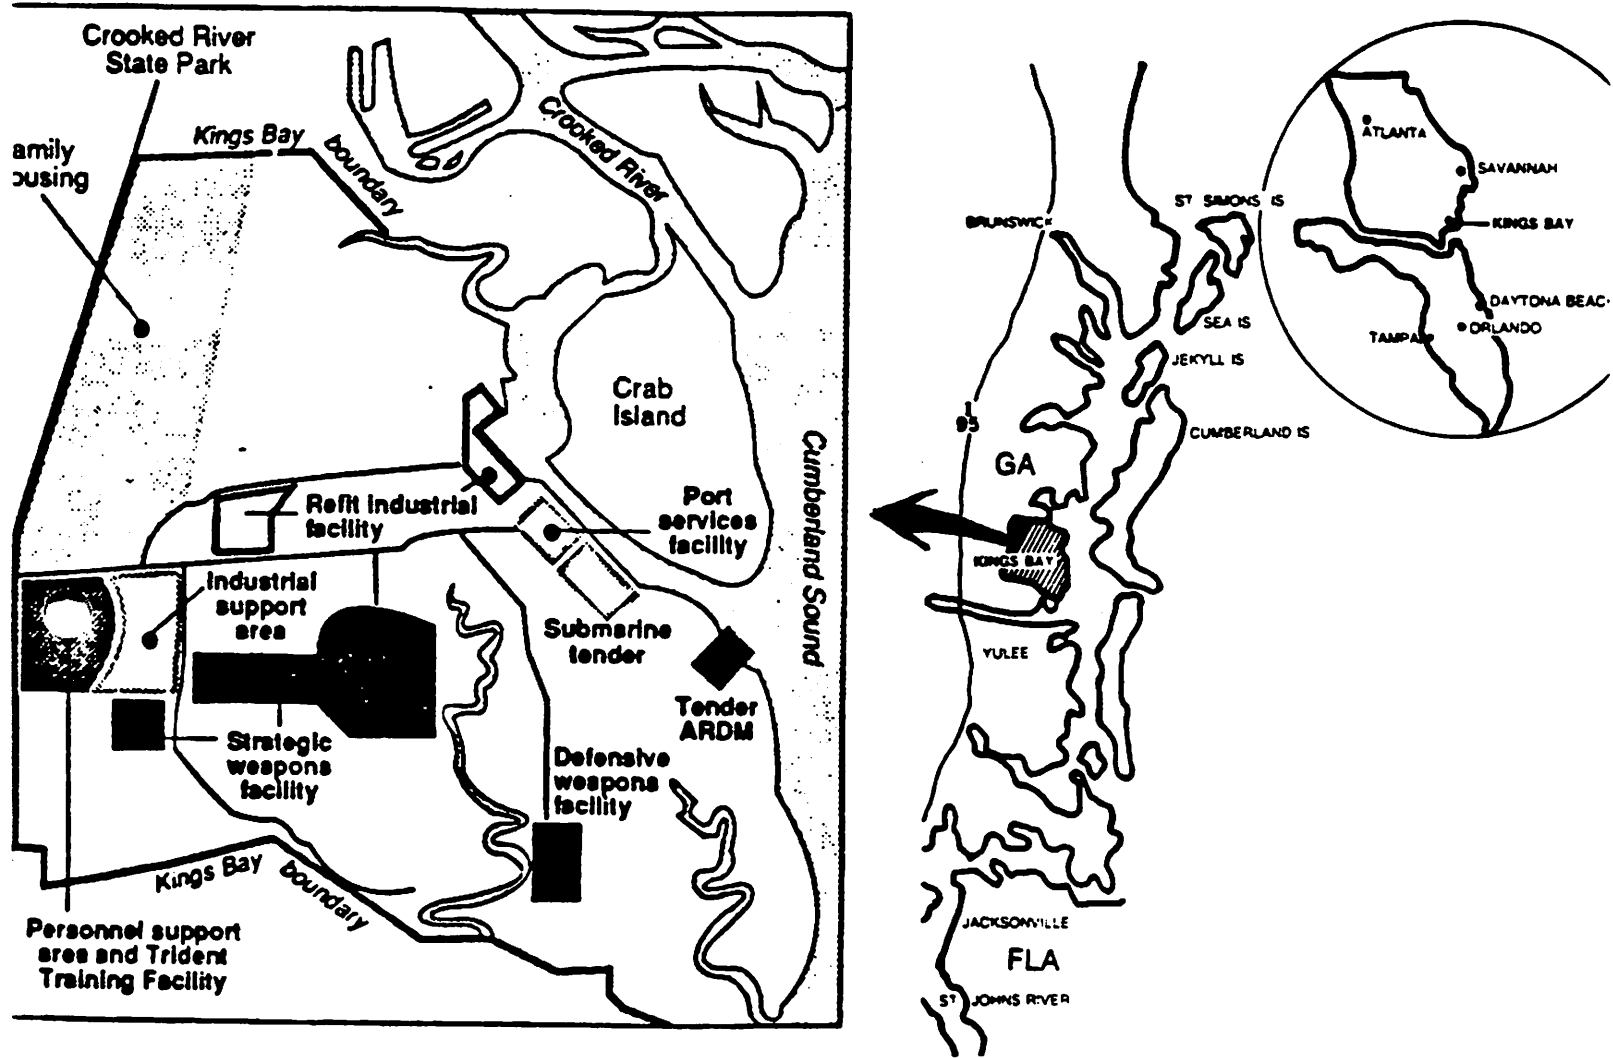 Crooked River
State Park
amily
ousing
Kings Bay
boundary
Crooked River
Crab
Island
Cumberland Sound
Refit industrial
facility
Port
services
facility
Industrial
support
area
Submarine
tender
Tender
ARDM
Strategic
weapons
facility
Defensive
weapons
facility
Kings Bay
boundary
Personnel support
area and Trident
Training Facility
BRUNSWICK
ST SIMONS IS
SEA IS
JEKYLL IS
I
95
CUMBERLAND IS
GA
KINGS BAY
YULEE
JACKSONVILLE
FLA
ST JOHNS RIVER
ATLANTA
SAVANNAH
KINGS BAY
DAYTONA BEAC
ORLANDO
TAMPA